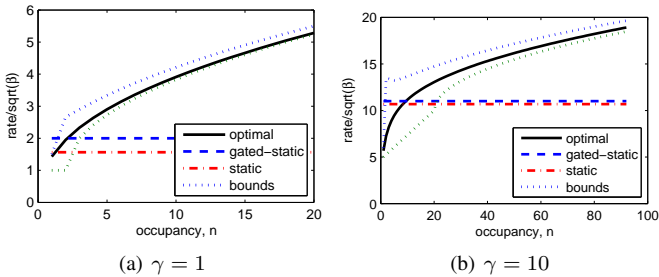 rate/sqrt(β)
6
5
4
3
2
1
0
0
5
10
15
20
occupancy, n
optimal
gated-static
static
bounds
(a) γ = 1
rate/sqrt(β)
20
15
10
5
0
0
20
40
60
80
100
occupancy, n
optimal
gated-static
static
bounds
(b) γ = 10